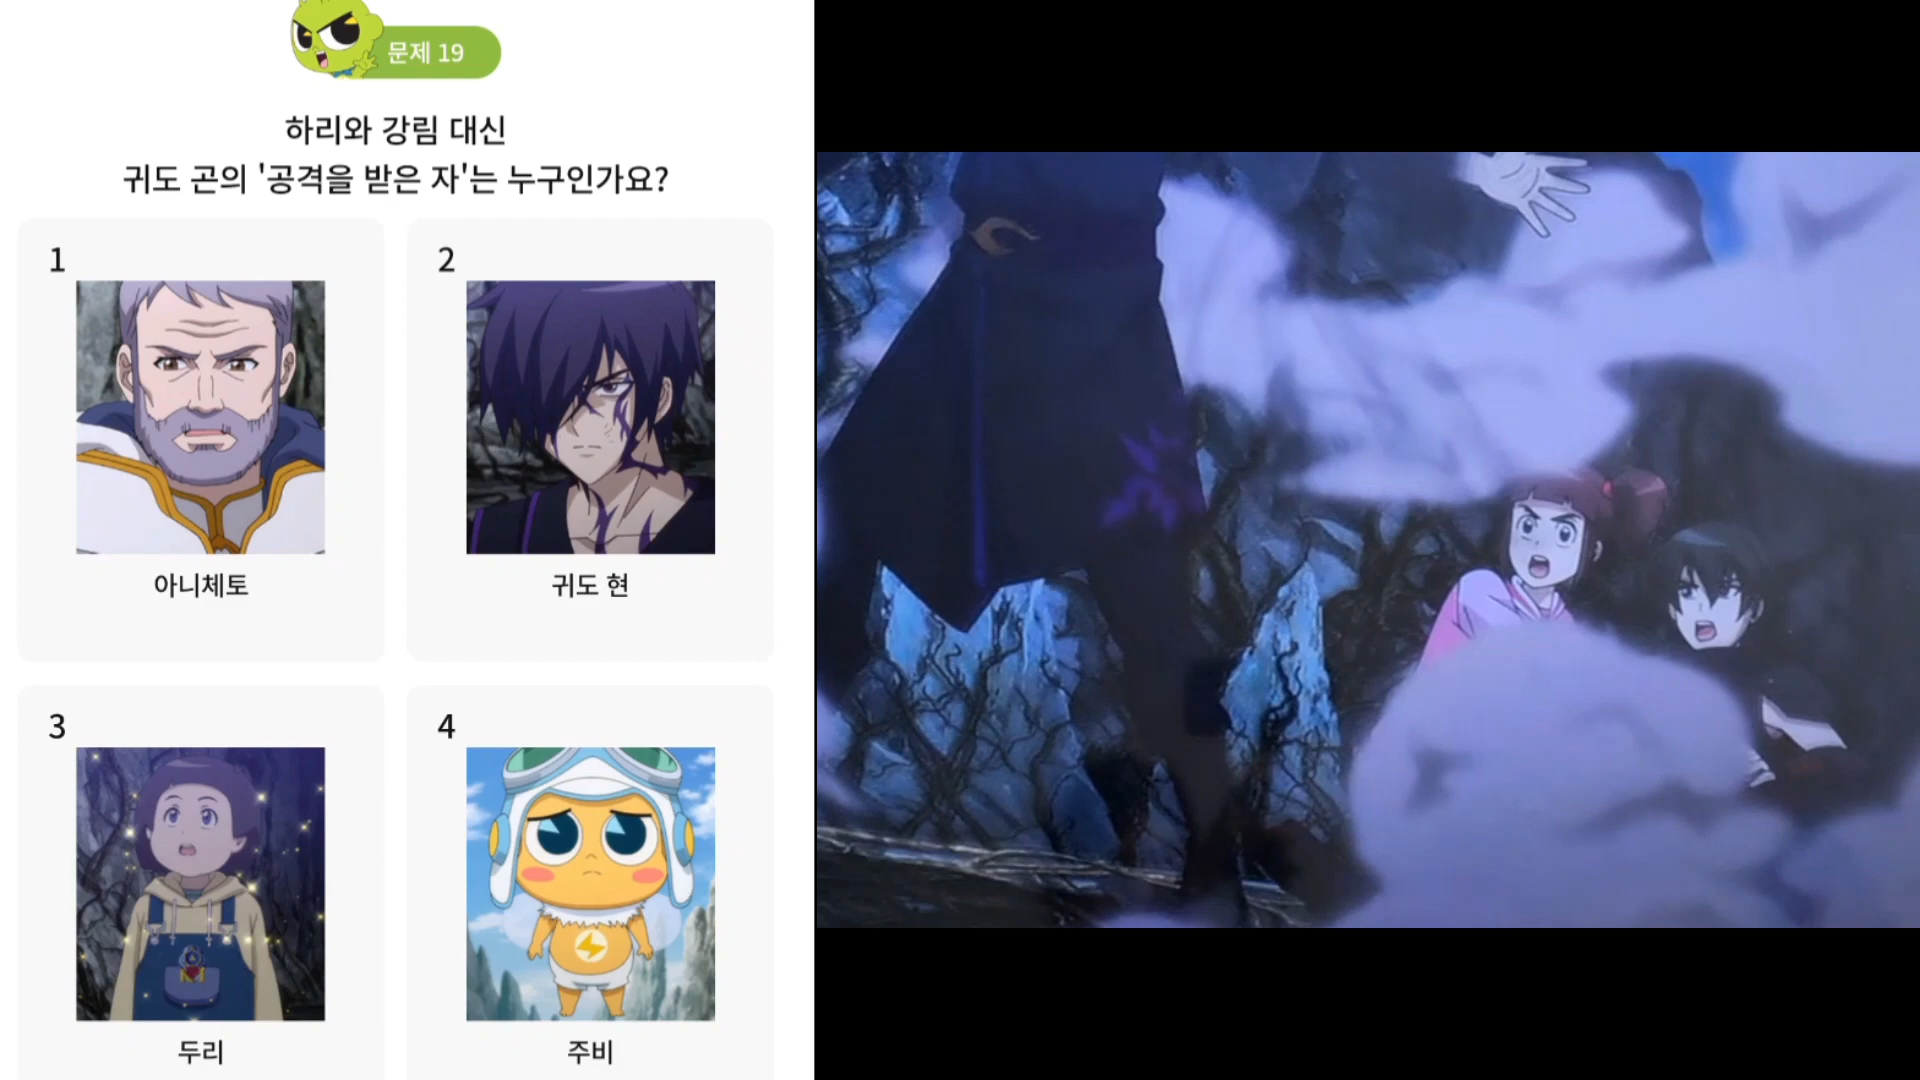 문제 19
하리와 강림 대신
귀도 곤의 '공격을 받은 자'는 누구인가요?
1
2
아니체토
귀도 현
3
4
두리
주비